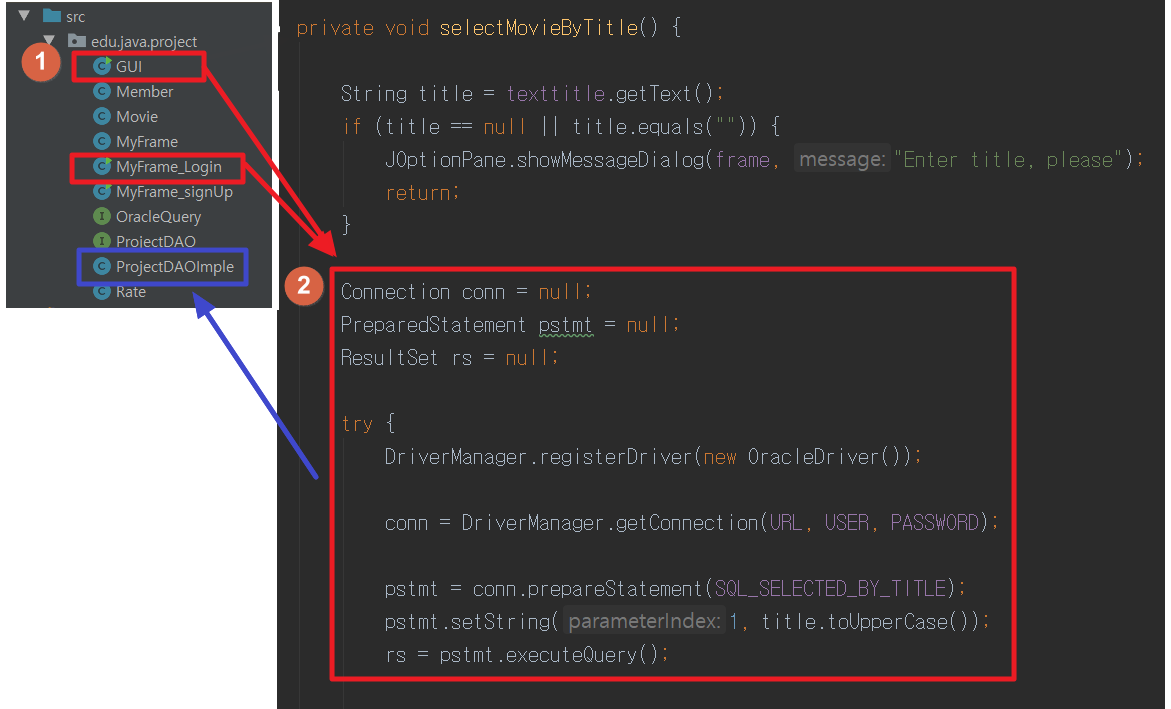 src
edu.java.project
1
GUI
Member
Movie
MyFrame
MyFrame_Login
MyFrame_signUp
OracleQuery
ProjectDAO
ProjectDAOImple
Rate
private void selectMovieByTitle() {
String title = texttitle.getText();
if (title == null || title.equals("")) {
JOptionPane.showMessageDialog(frame, message: "Enter title, please");
return;
}
2
Connection conn = null;
PreparedStatement pstmt = null;
ResultSet rs = null;
try {
DriverManager.registerDriver(new OracleDriver());
conn = DriverManager.getConnection(URL, USER, PASSWORD);
pstmt = conn.prepareStatement(SQL_SELECTED_BY_TITLE);
pstmt.setString( parameterIndex: 1, title.toUpperCase());
rs = pstmt.executeQuery();